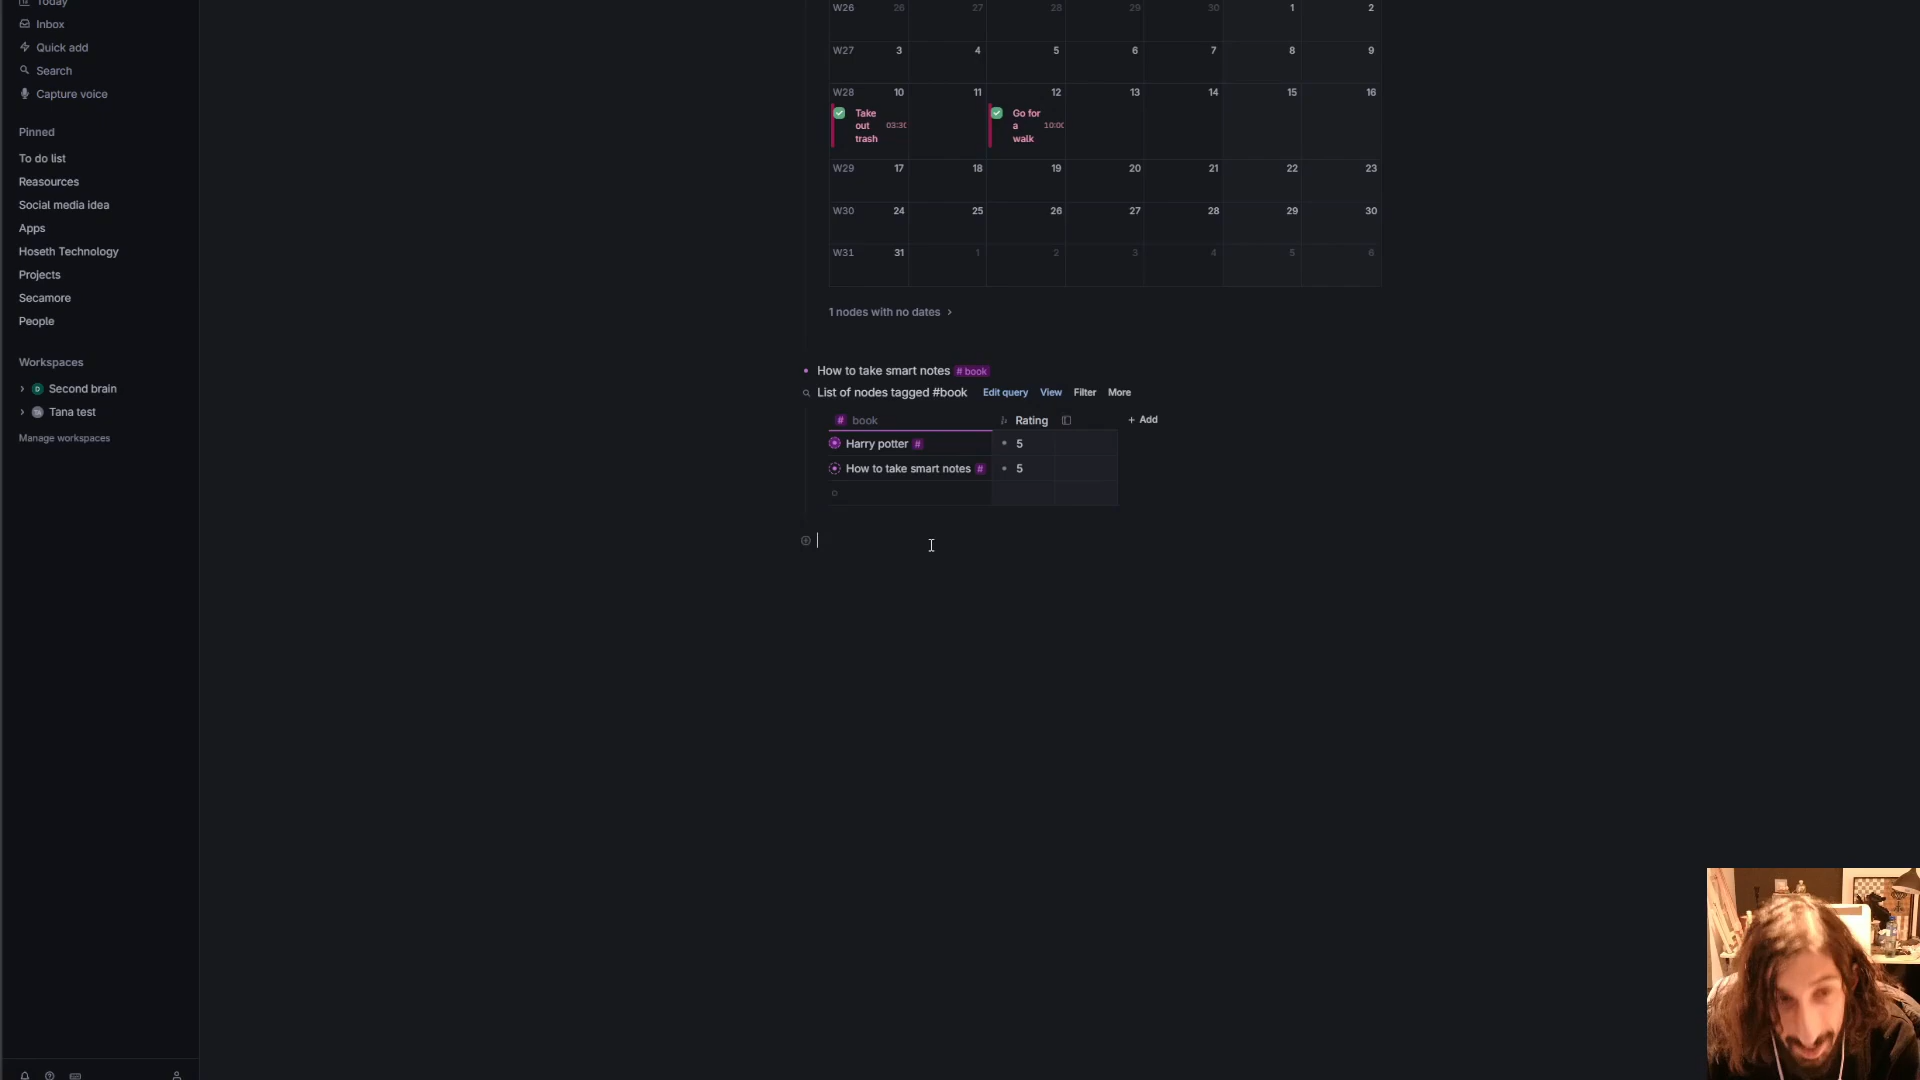 Today
Inbox
Quick add
Search
Capture voice
Pinned
To do list
Reasources
Social media idea
Apps
Hoseth Technology
Projects
Secamore
People
Workspaces
D Second brain
TA Tana test
Manage workspaces
W26 26 27 28 29 30 1 2
W27 3 4 5 6 7 8 9
W28 10 11 12 13 14 15 16
Take out trash 03:30
Go for a walk 10:00
W29 17 18 19 20 21 22 23
W30 24 25 26 27 28 29 30
W31 31 1 2 3 4 5 6
1 nodes with no dates >
How to take smart notes # book
List of nodes tagged #book Edit query View Filter More
# book Rating + Add
Harry potter # 5
How to take smart notes # 5